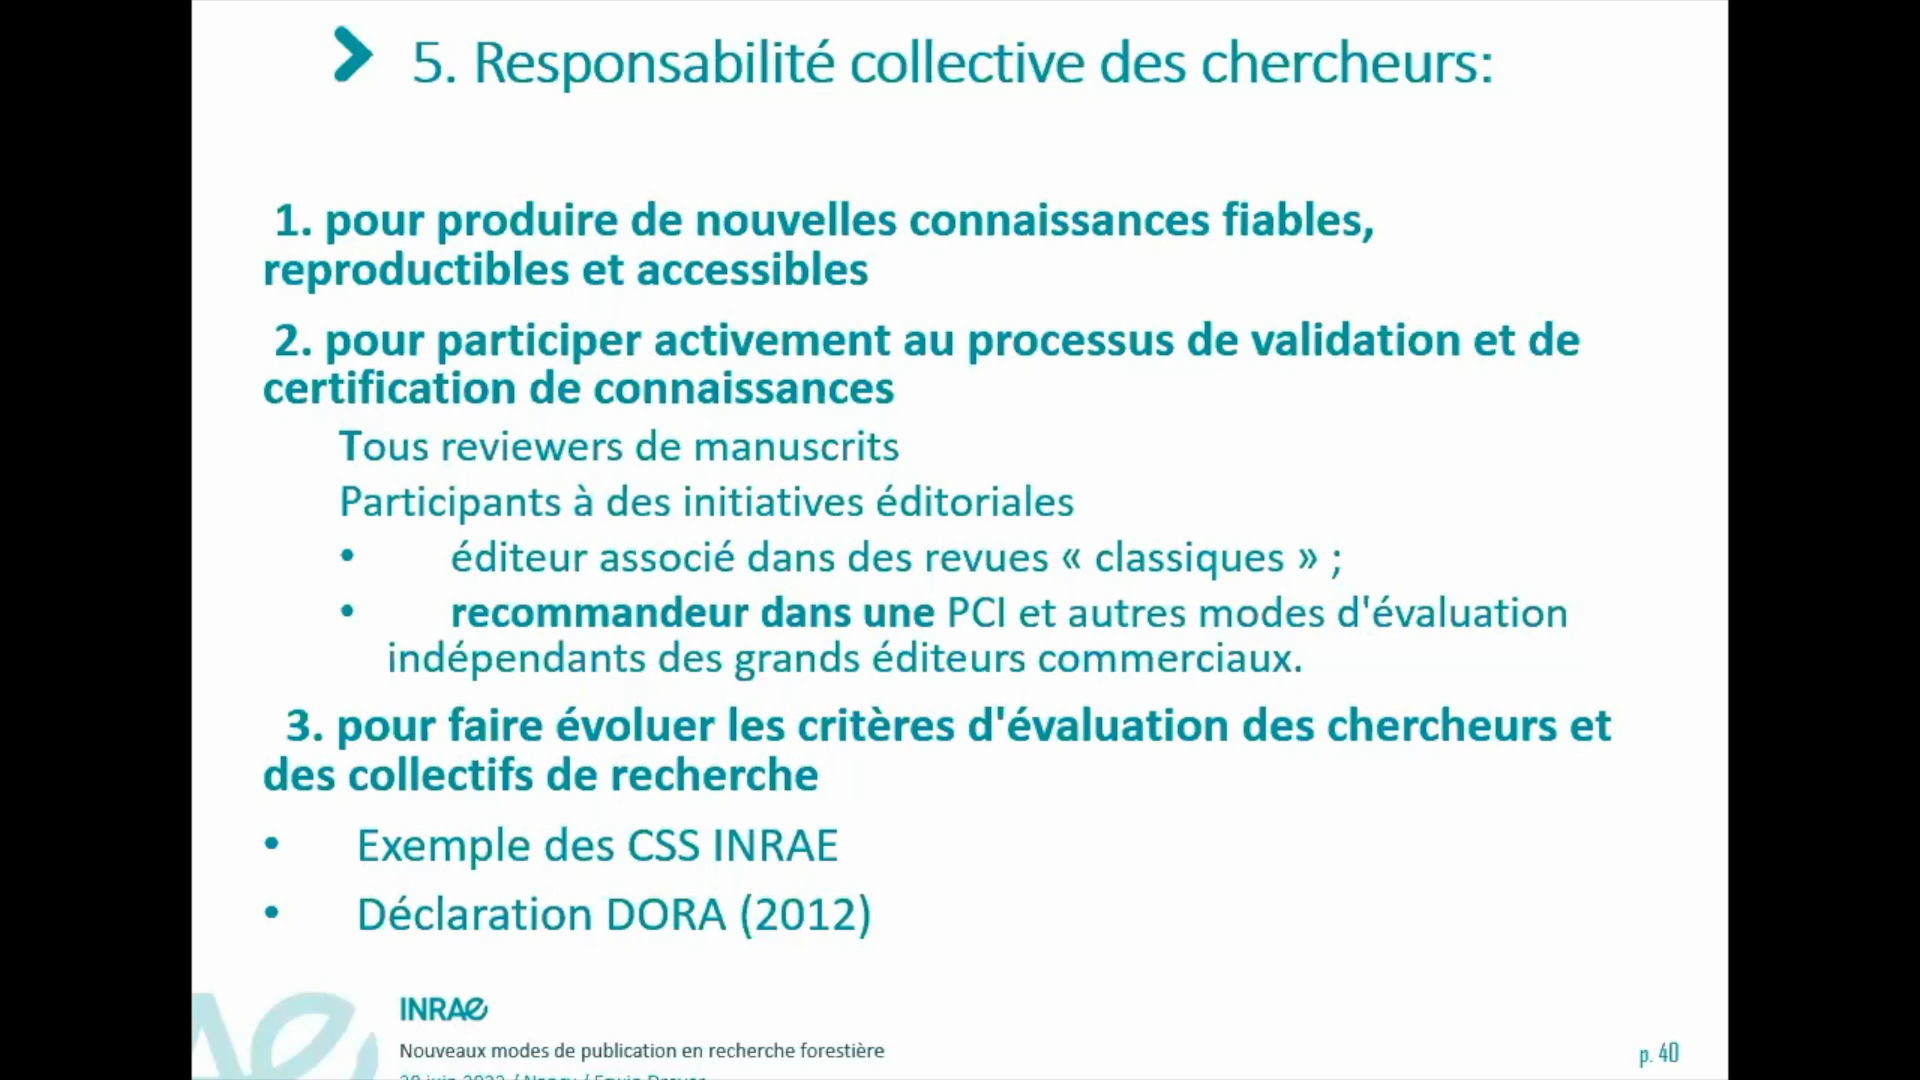 5. Responsabilité collective des chercheurs:
1. pour produire de nouvelles connaissances fiables,
reproductibles et accessibles
2. pour participer activement au processus de validation et de
certification de connaissances
Tous reviewers de manuscrits
Participants à des initiatives éditoriales
• éditeur associé dans des revues « classiques » ;
• recommandeur dans une PCI et autres modes d'évaluation
indépendants des grands éditeurs commerciaux.
3. pour faire évoluer les critères d'évaluation des chercheurs et
des collectifs de recherche
• Exemple des CSS INRAE
• Déclaration DORA (2012)
INRAE
Nouveaux modes de publication en recherche forestière
p. 40